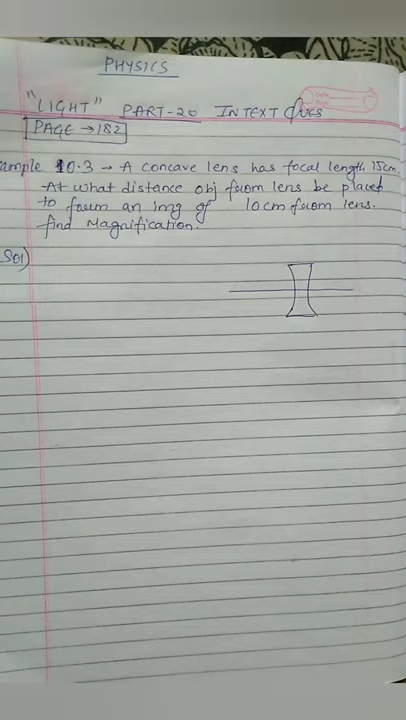 PHYSICS
"LIGHT" PART-20 INTEXT Ques
PAGE → 182
ample 10.3 → A concave lens has focal length 15cm.
At what distance obj from lens be placed
to form an img of 10cm from lens.
find Magnification.
Sol)